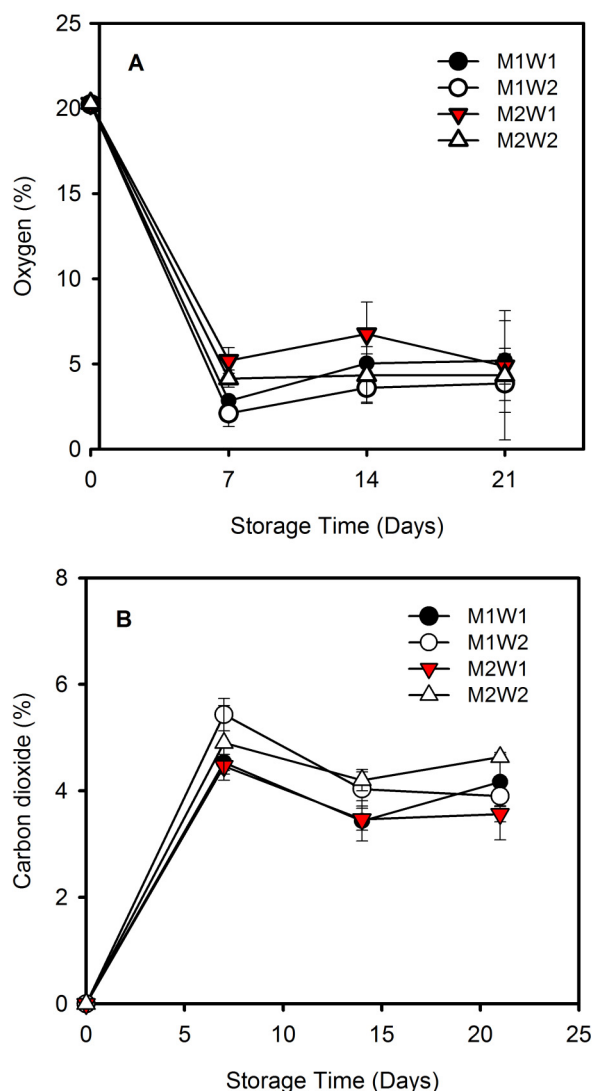 25
A
M1W1
M1W2
M2W1
M2W2
20
15
10
5
0
Oxygen (%)
0 7 14 21
Storage Time (Days)
8
B
M1W1
M1W2
M2W1
M2W2
6
4
2
0
Carbon dioxide (%)
0 5 10 15 20 25
Storage Time (Days)